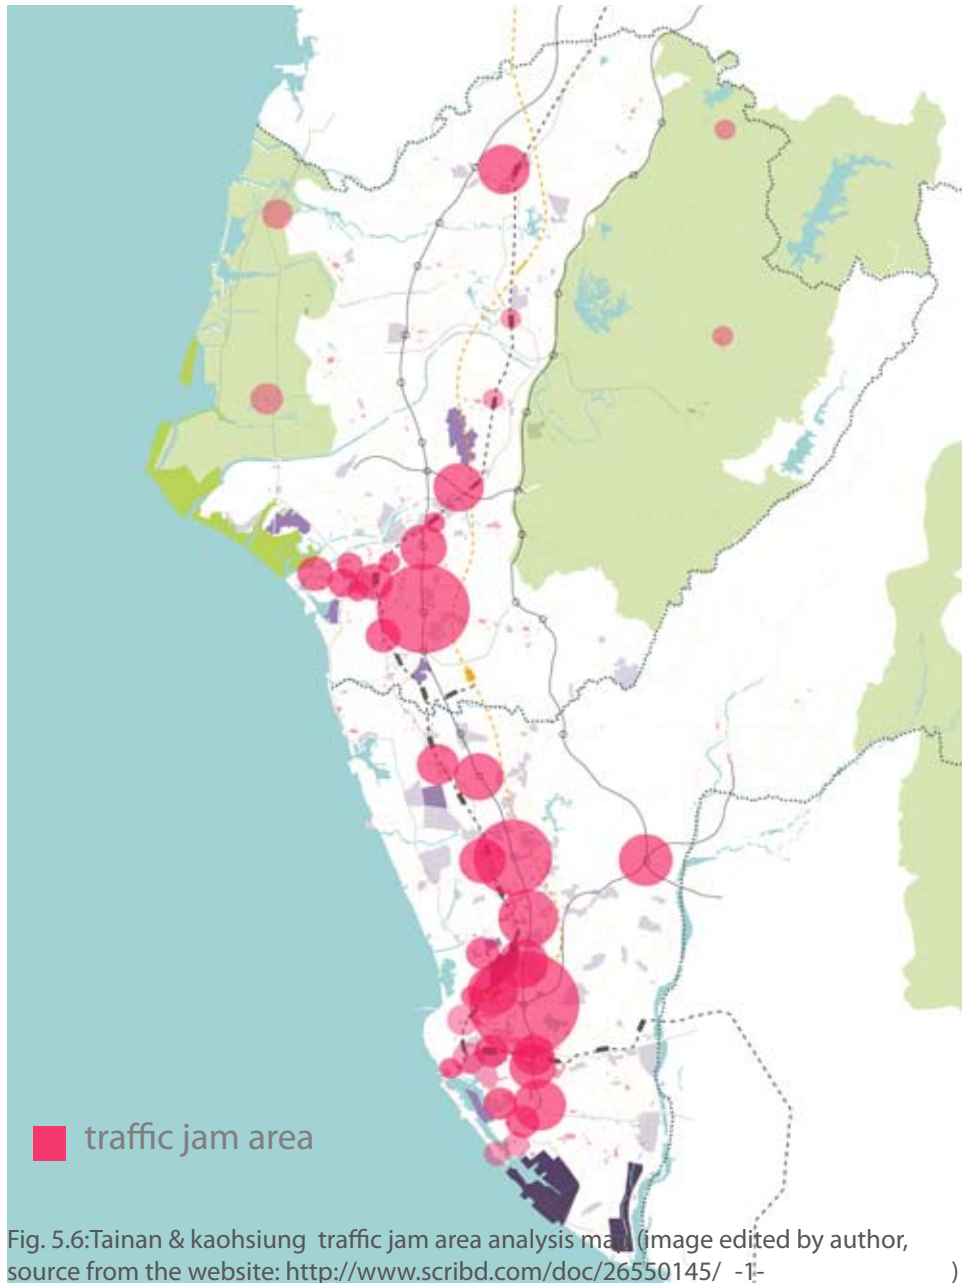 traffic jam area
Fig. 5.6:Tainan & kaohsiung traffic jam area analysis map (image edited by author,
source from the website: http://www.scribd.com/doc/26550145/ -1- )